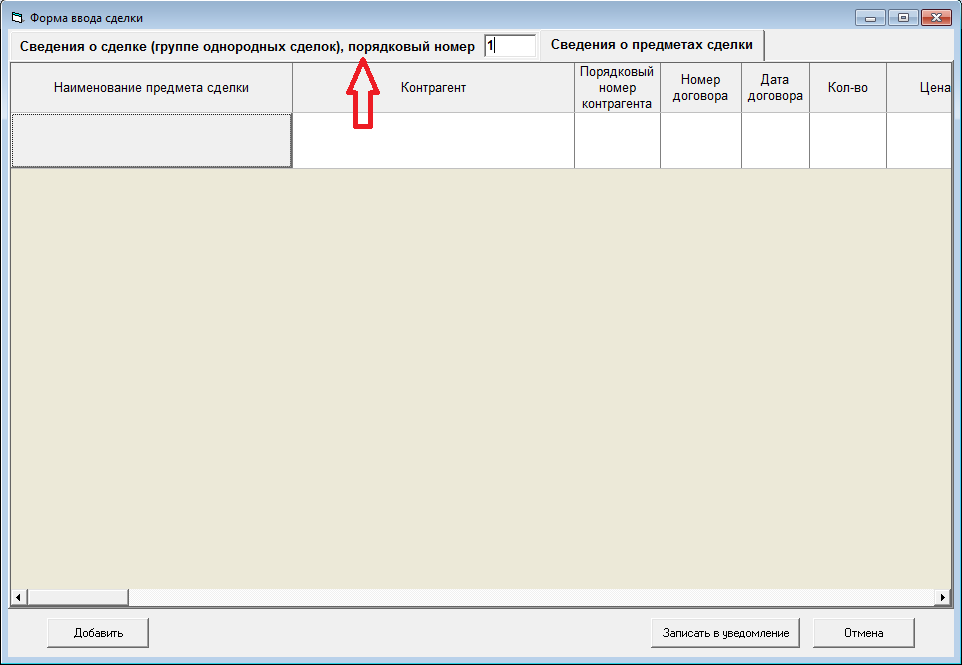 Форма ввода сделки
Сведения о сделке (группе однородных сделок), порядковый номер 1 Сведения о предметах сделки
Наименование предмета сделки
Контрагент
Порядковый
номер
контрагента
Номер
договора
Дата
договора
Кол-во
Цена
Добавить
Записать в уведомление
Отмена